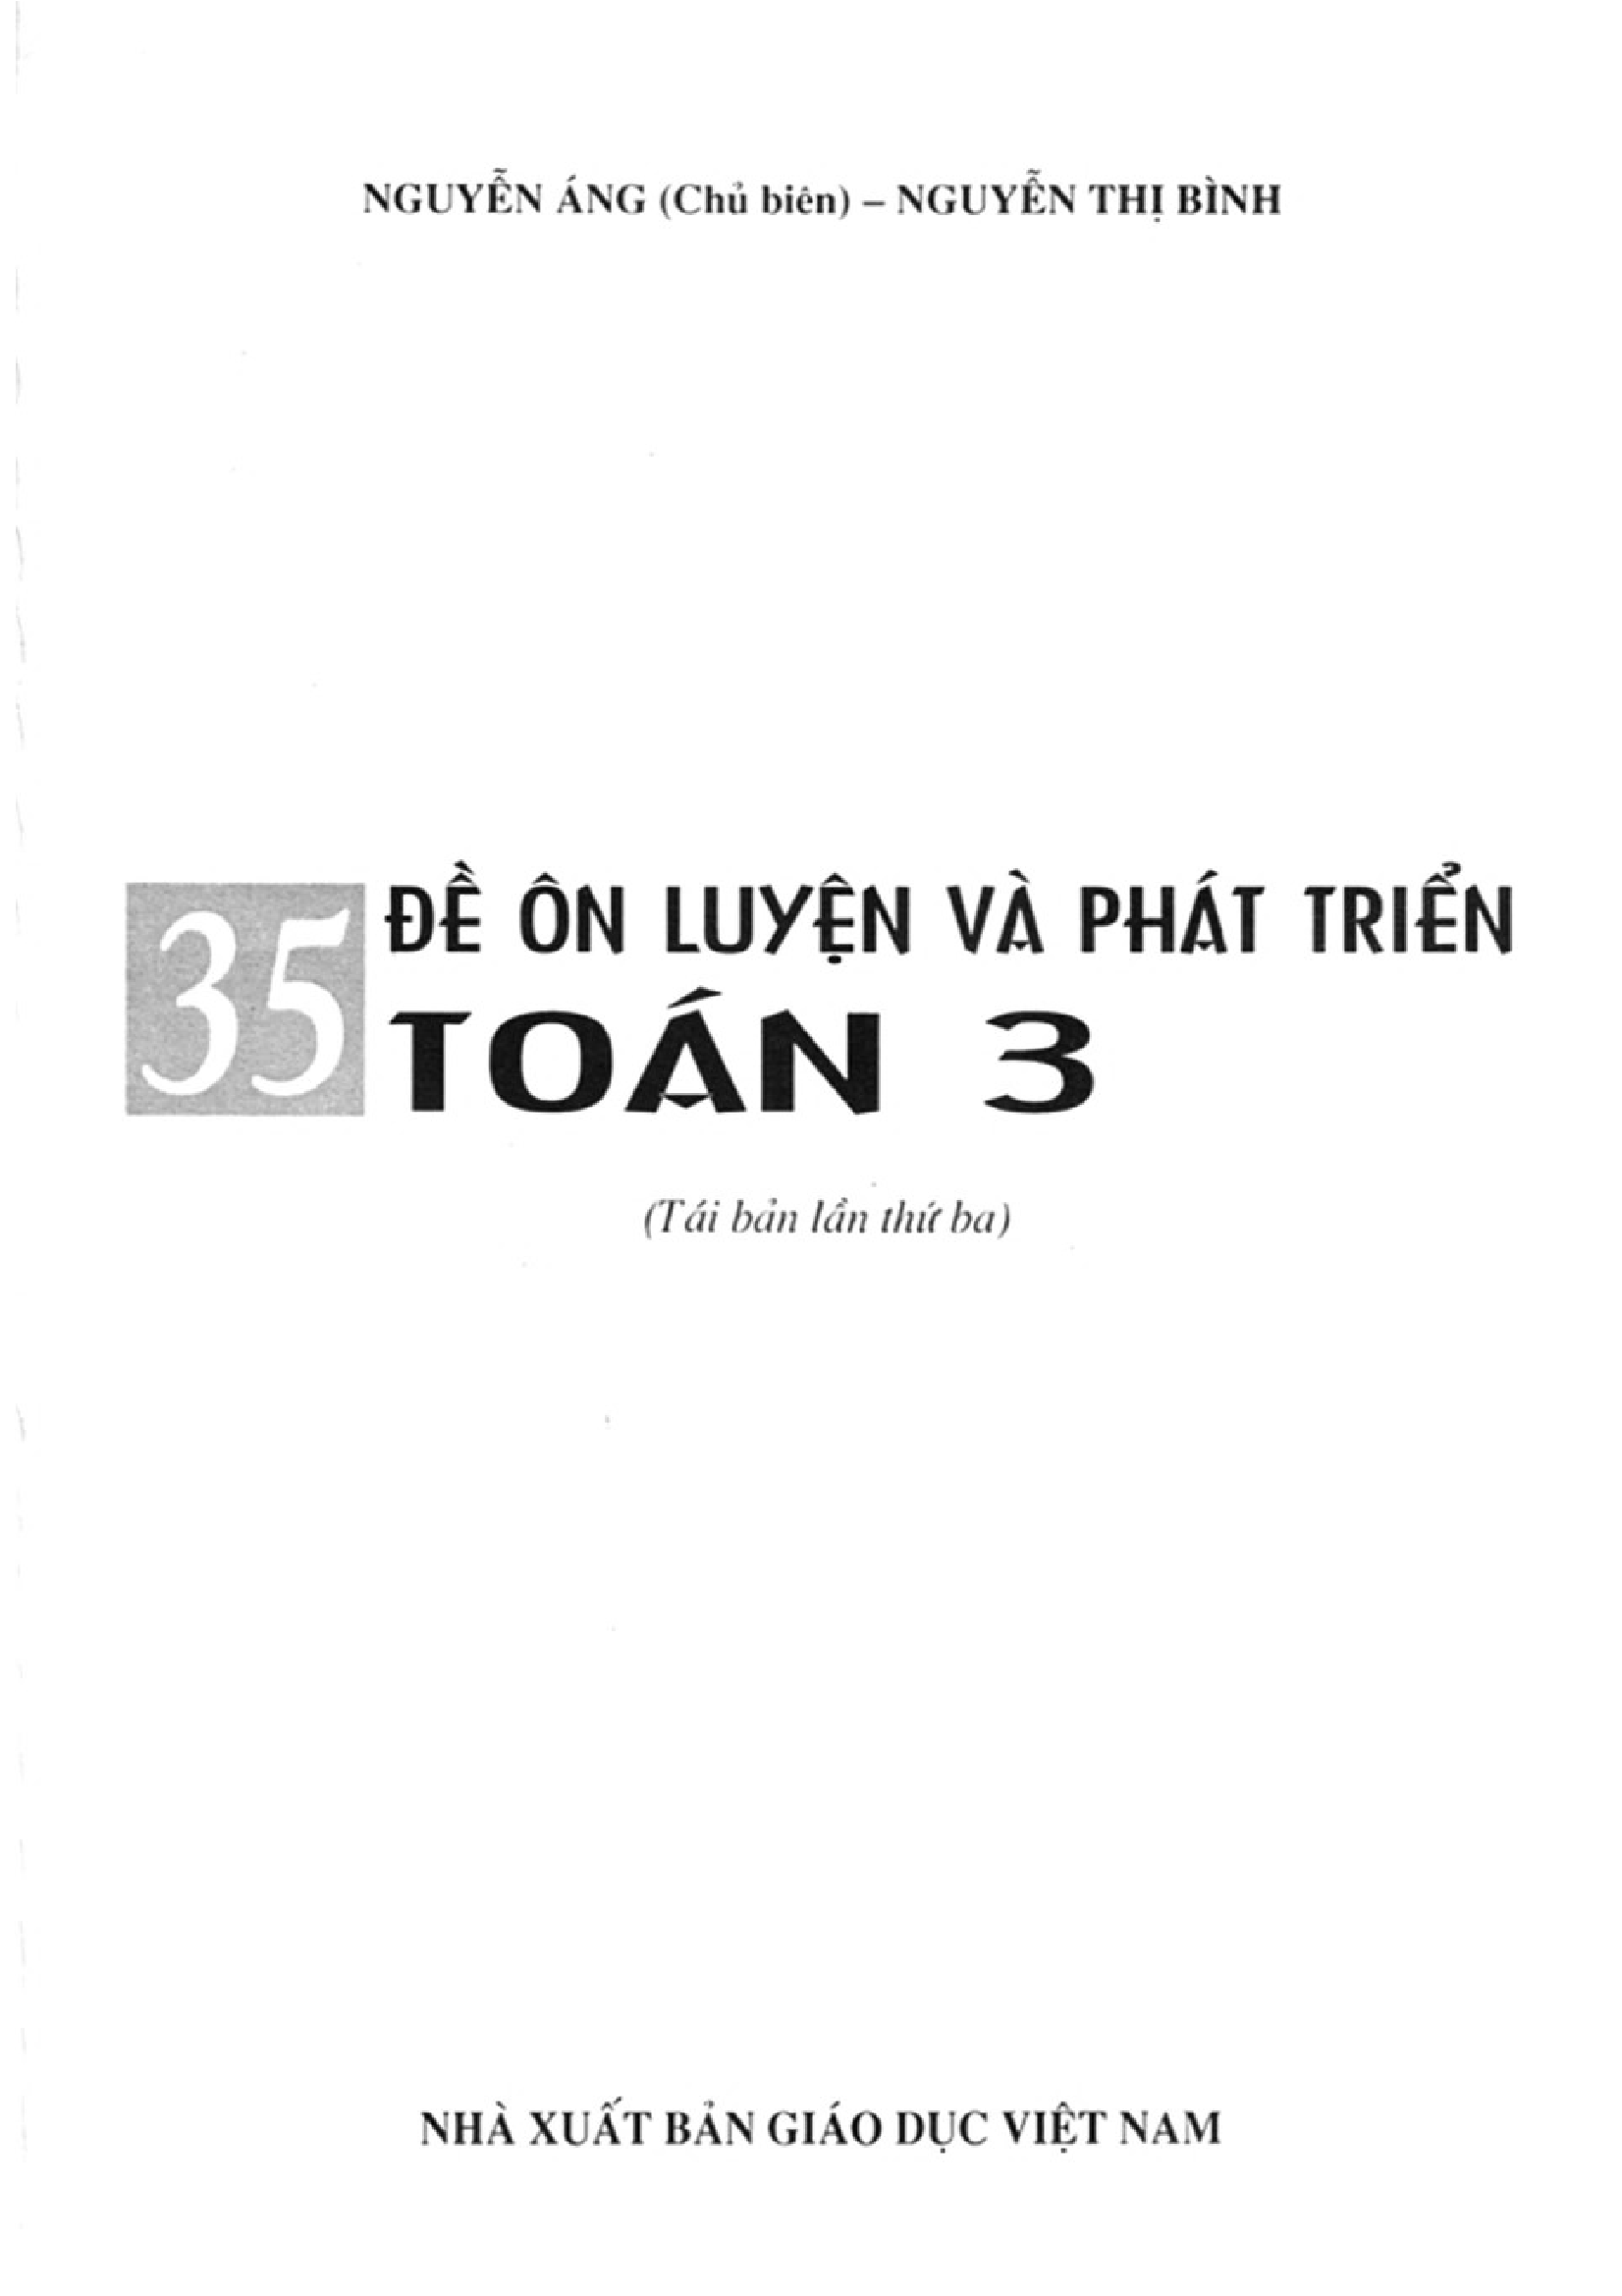 NGUYỄN ÁNG (Chủ biên) – NGUYỄN THỊ BÌNH
35 ĐỀ ÔN LUYỆN VÀ PHÁT TRIỂN
TOÁN 3
(Tái bản lần thứ ba)
NHÀ XUẤT BẢN GIÁO DỤC VIỆT NAM